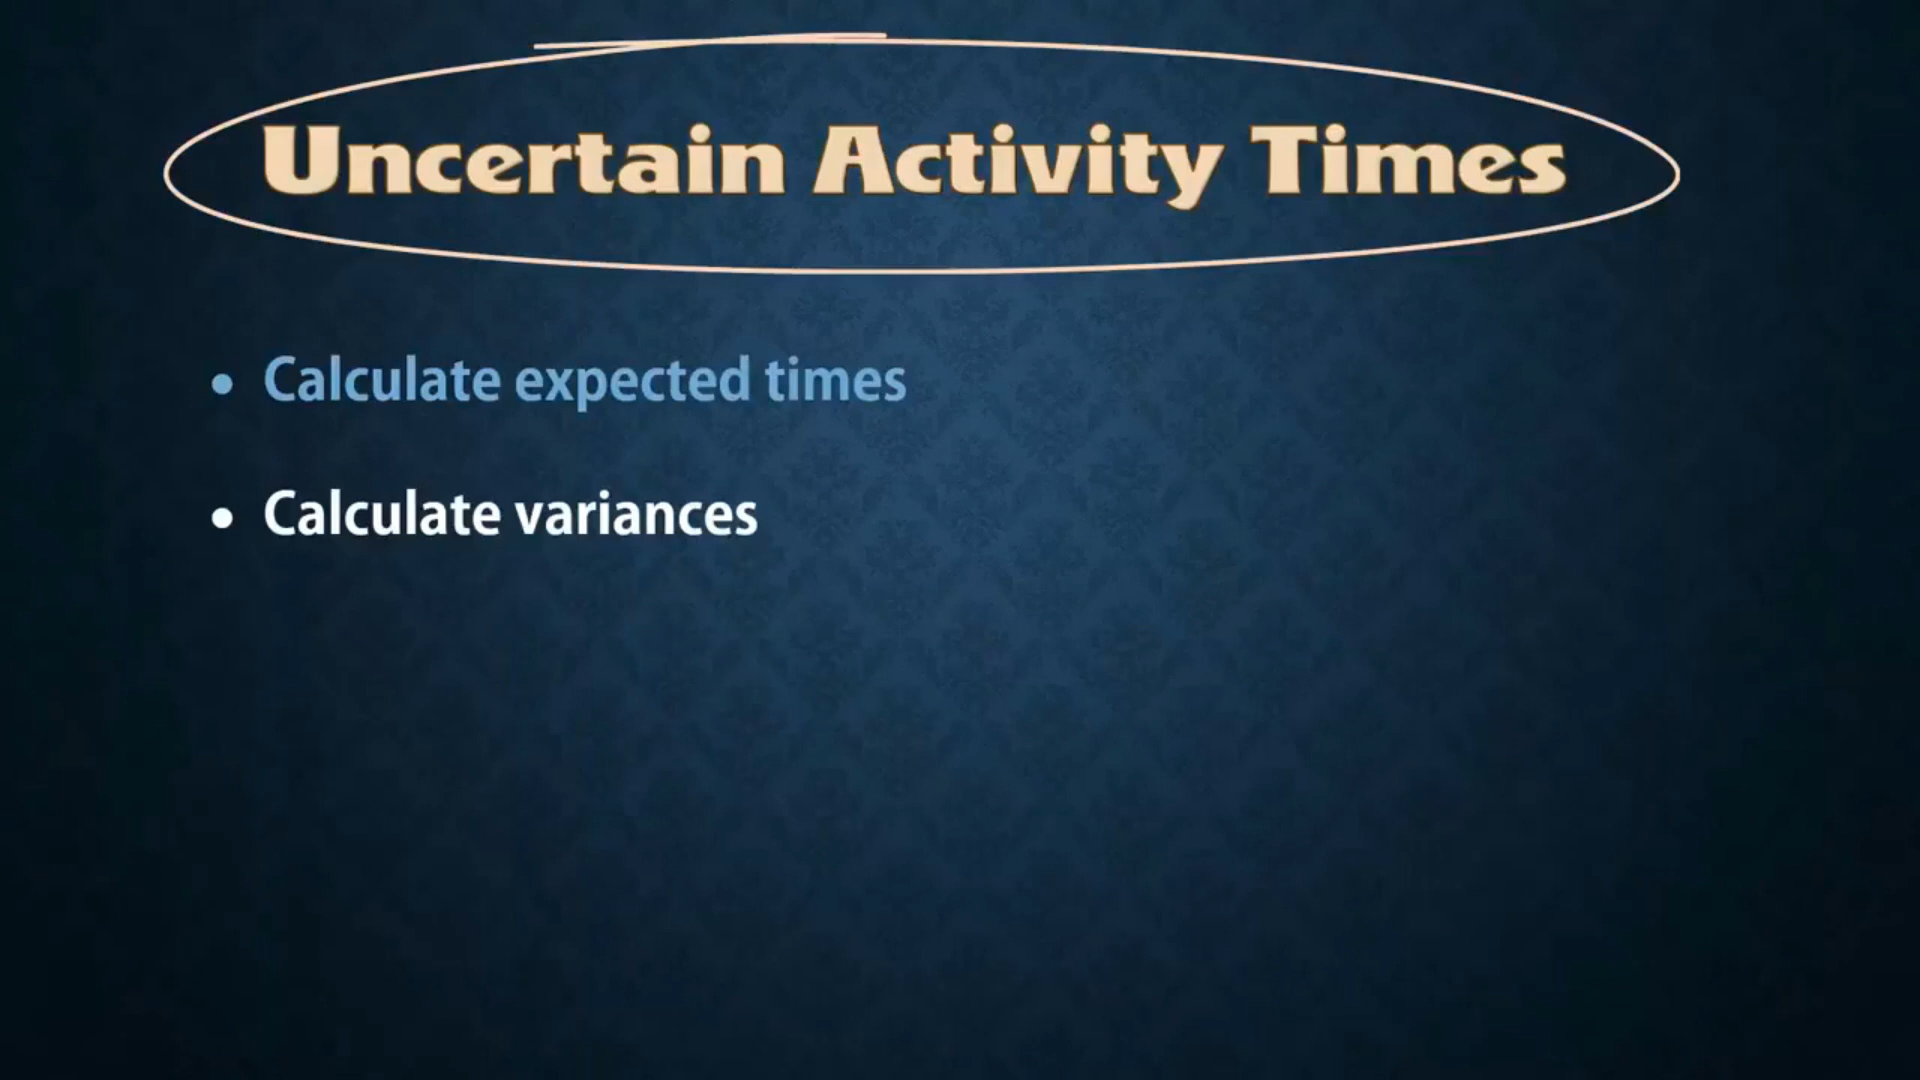 Uncertain Activity Times
• Calculate expected times
• Calculate variances